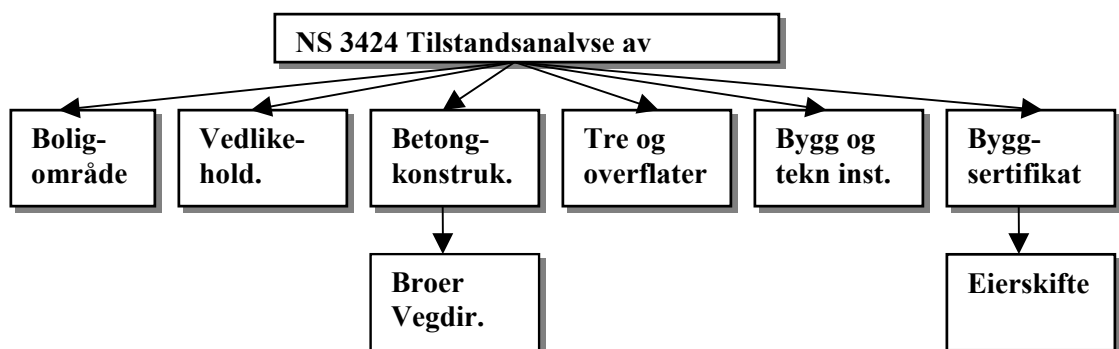 NS 3424 Tilstandsanalvse av
Bolig-
område
Vedlike-
hold.
Betong-
konstruk.
Tre og
overflater
Bygg og
tekn inst.
Bygg-
sertifikat
Broer
Vegdir.
Eierskifte